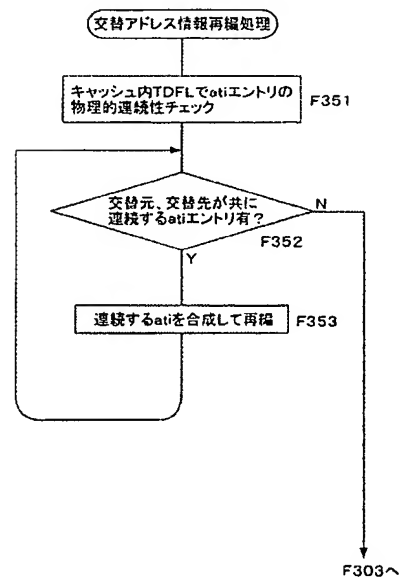 交替アドレス情報再編処理
キャッシュ内TDFLでatiエントリの
物理的連続性チェック
F351
交替元、交替先が共に
連続するatiエントリ有?
N
F352
Y
連続するatiを合成して再編
F353
F303へ